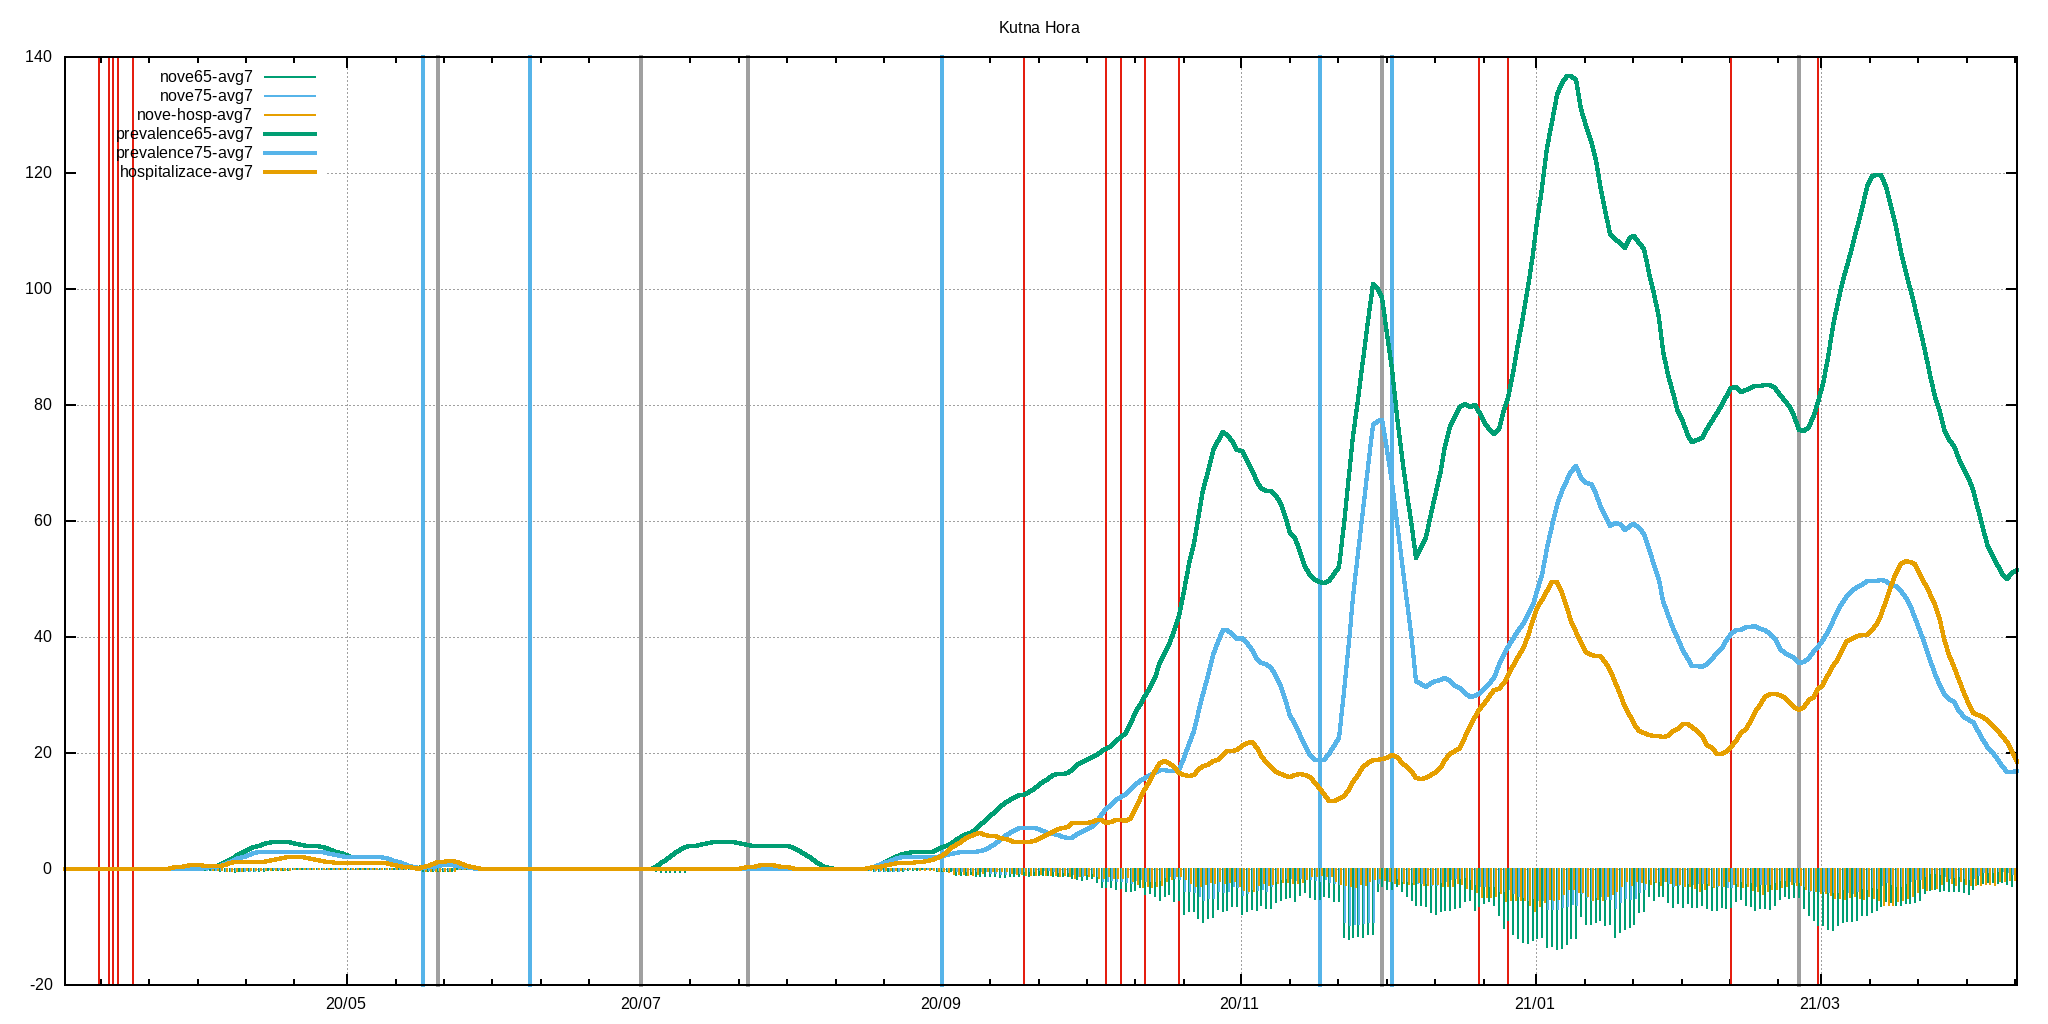 Kutna Hora
140
120
100
80
60
40
20
0
-20
nove65-avg7
nove75-avg7
nove-hosp-avg7
prevalence65-avg7
prevalence75-avg7
hospitalizace-avg7
20/05
20/07
20/09
20/11
21/01
21/03